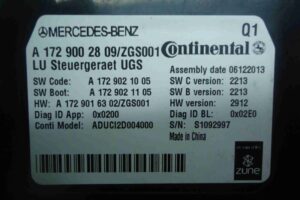 MERCEDES-BENZ
Q1
A 172 900 28 09/ZGS001
Continental
LU Steuergeraet UGS
Assembly date 06122013
SW Code: A 172 902 10 05
SW C version: 2213
SW Boot: A 172 902 11 05
SW B version: 2213
HW: A 172 901 63 02/ZGS001
HW version: 2912
Diag ID App: 0x0200
Diag ID BL: 0x02E0
Conti Generic: ADUCI2D004000
S/N: S1092997
Made in China
zune